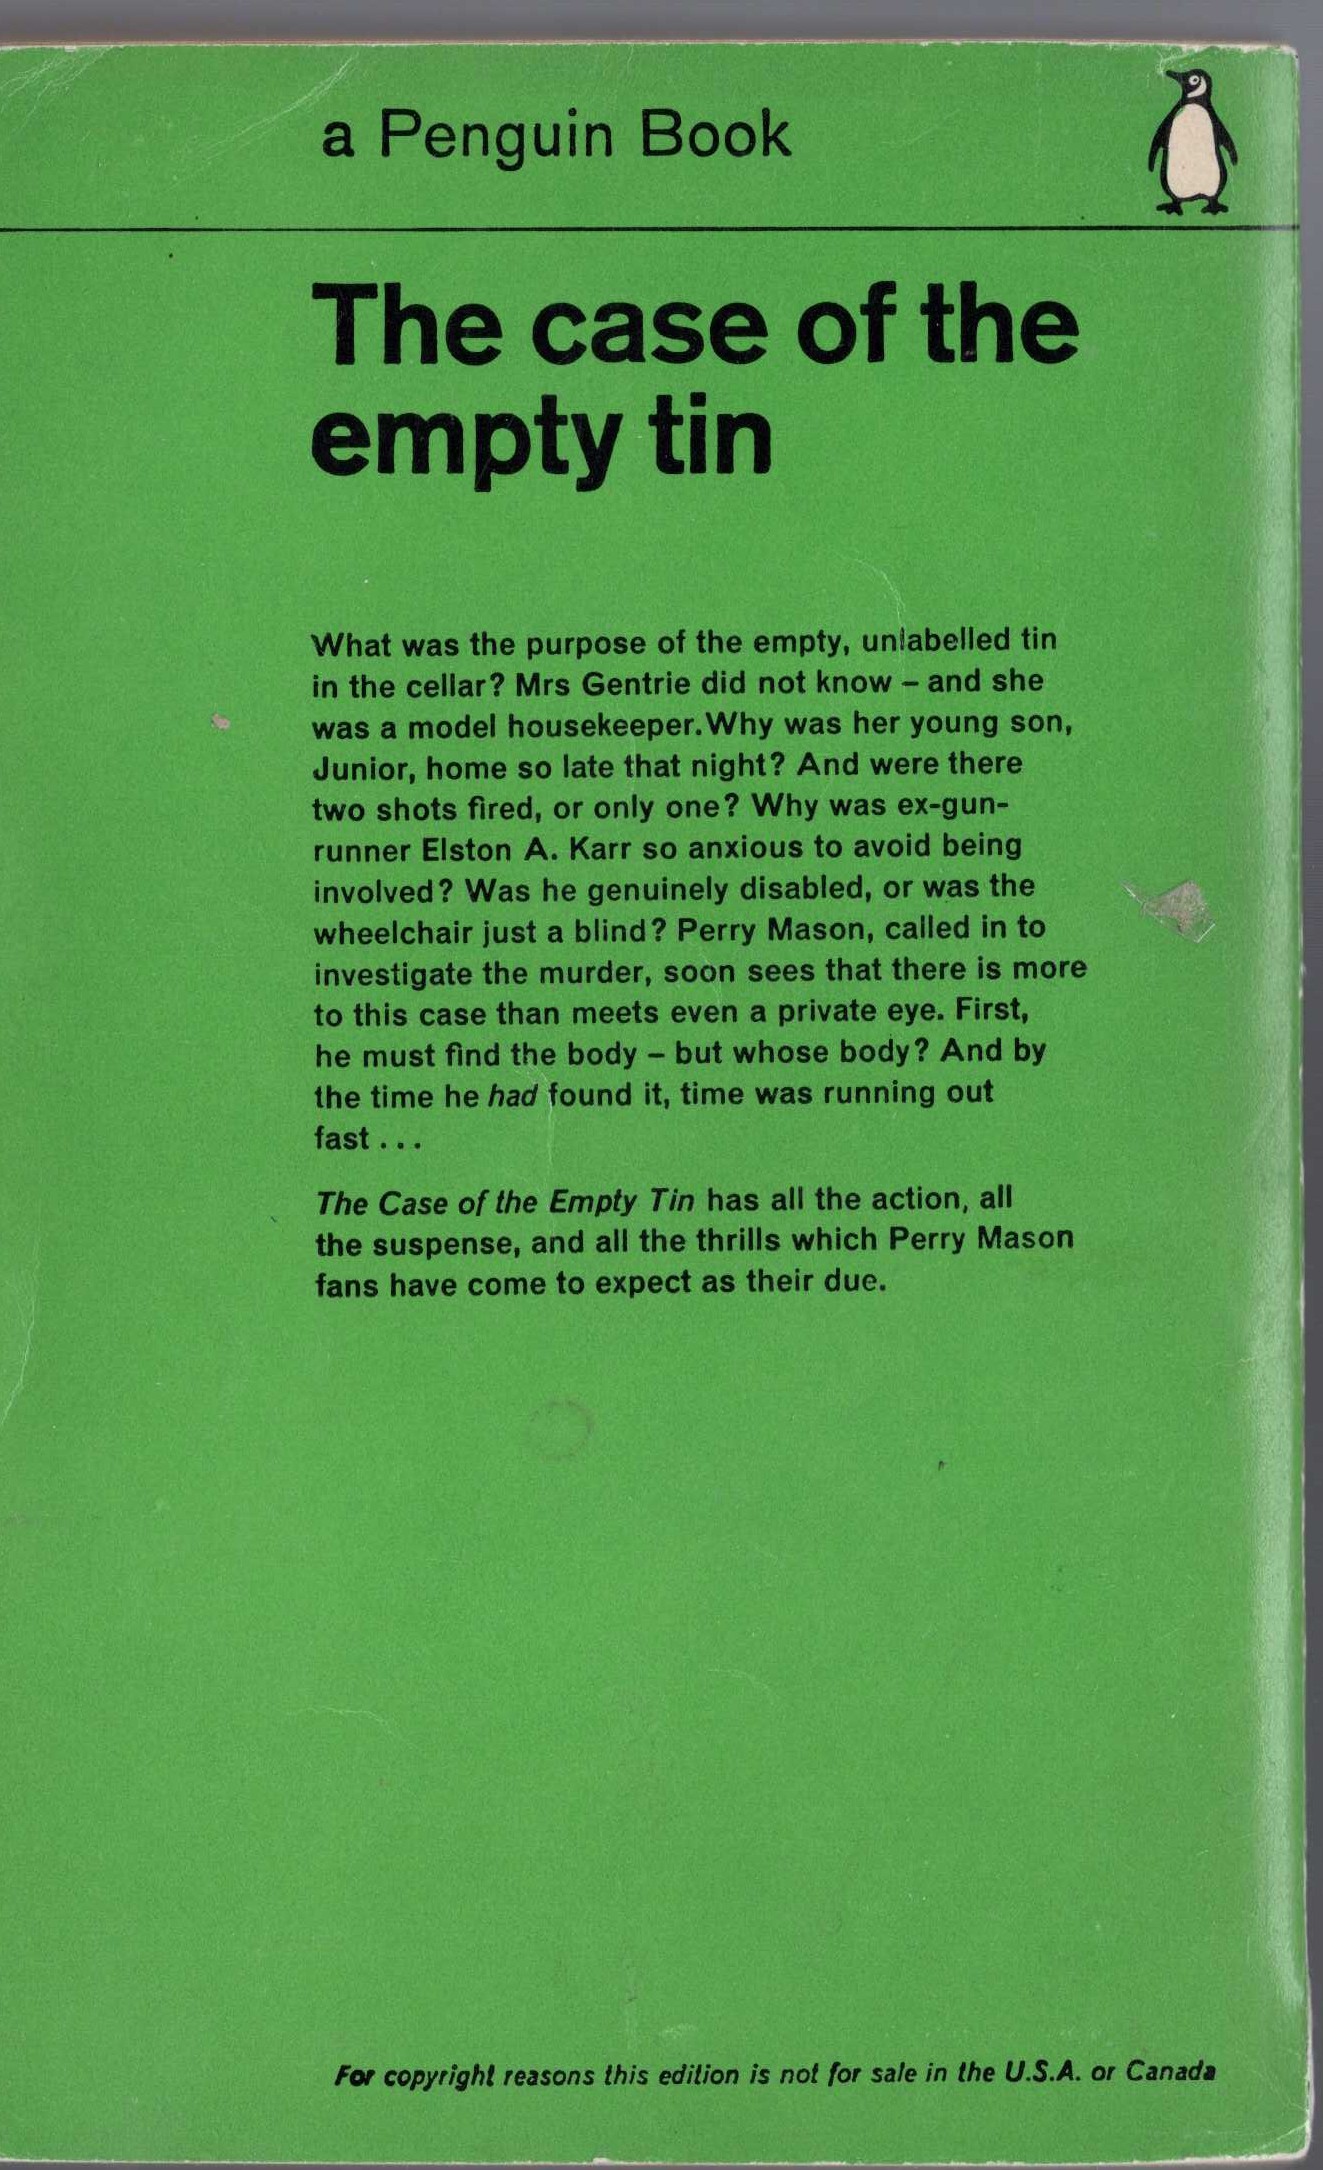 a Penguin Book
The case of the
empty tin
What was the purpose of the empty, unlabelled tin
in the cellar? Mrs Gentrie did not know – and she
was a model housekeeper. Why was her young son,
Junior, home so late that night? And were there
two shots fired, or only one? Why was ex-gun-
runner Elston A. Karr so anxious to avoid being
involved? Was he genuinely disabled, or was the
wheelchair just a blind? Perry Mason, called in to
investigate the murder, soon sees that there is more
to this case than meets even a private eye. First,
he must find the body – but whose body? And by
the time he had found it, time was running out
fast . . .
The Case of the Empty Tin has all the action, all
the suspense, and all the thrills which Perry Mason
fans have come to expect as their due.
For copyright reasons this edition is not for sale in the U.S.A. or Canada